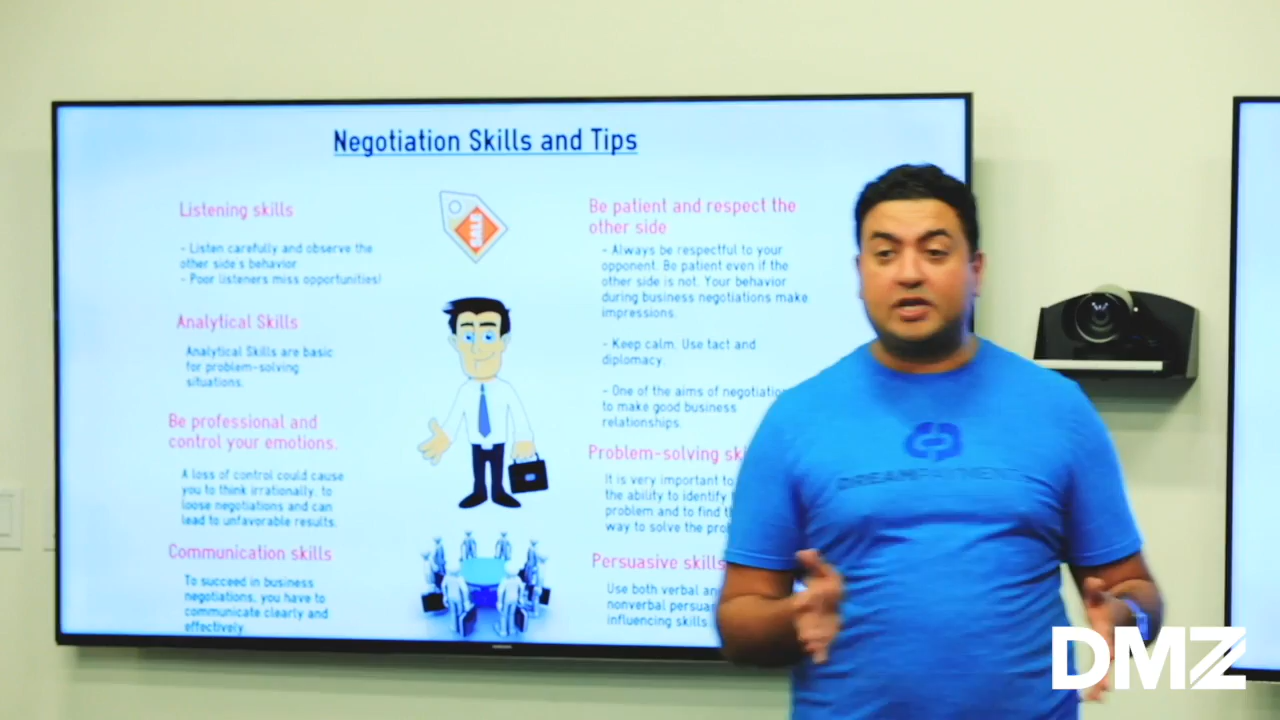 Negotiation Skills and Tips
Listening skills
- Listen carefully and observe the
other side's behavior
- Poor listeners miss opportunities!
Analytical Skills
Analytical Skills are basic
for problem-solving
situations.
Be professional and
control your emotions.
A loss of control could cause
you to think irrationally, to
loose negotiations and can
lead to unfavorable results.
Communication skills
To succeed in business
negotiations, you have to
communicate clearly and
effectively
SALE
Be patient and respect the
other side
- Always be respectful to your
opponent. Be patient even if the
other side is not. Your behavior
during business negotiations make
impressions.
- Keep calm. Use tact and
diplomacy.
- One of the aims of negotiation
to make good business
relationships.
Problem-solving
It is very important to
the ability to identify
problem and to find
way to solve the
Persuasive skills
Use both verbal
nonverbal
influencing skills
SAMSUNG
DREAMPAYMENTS
DMZ